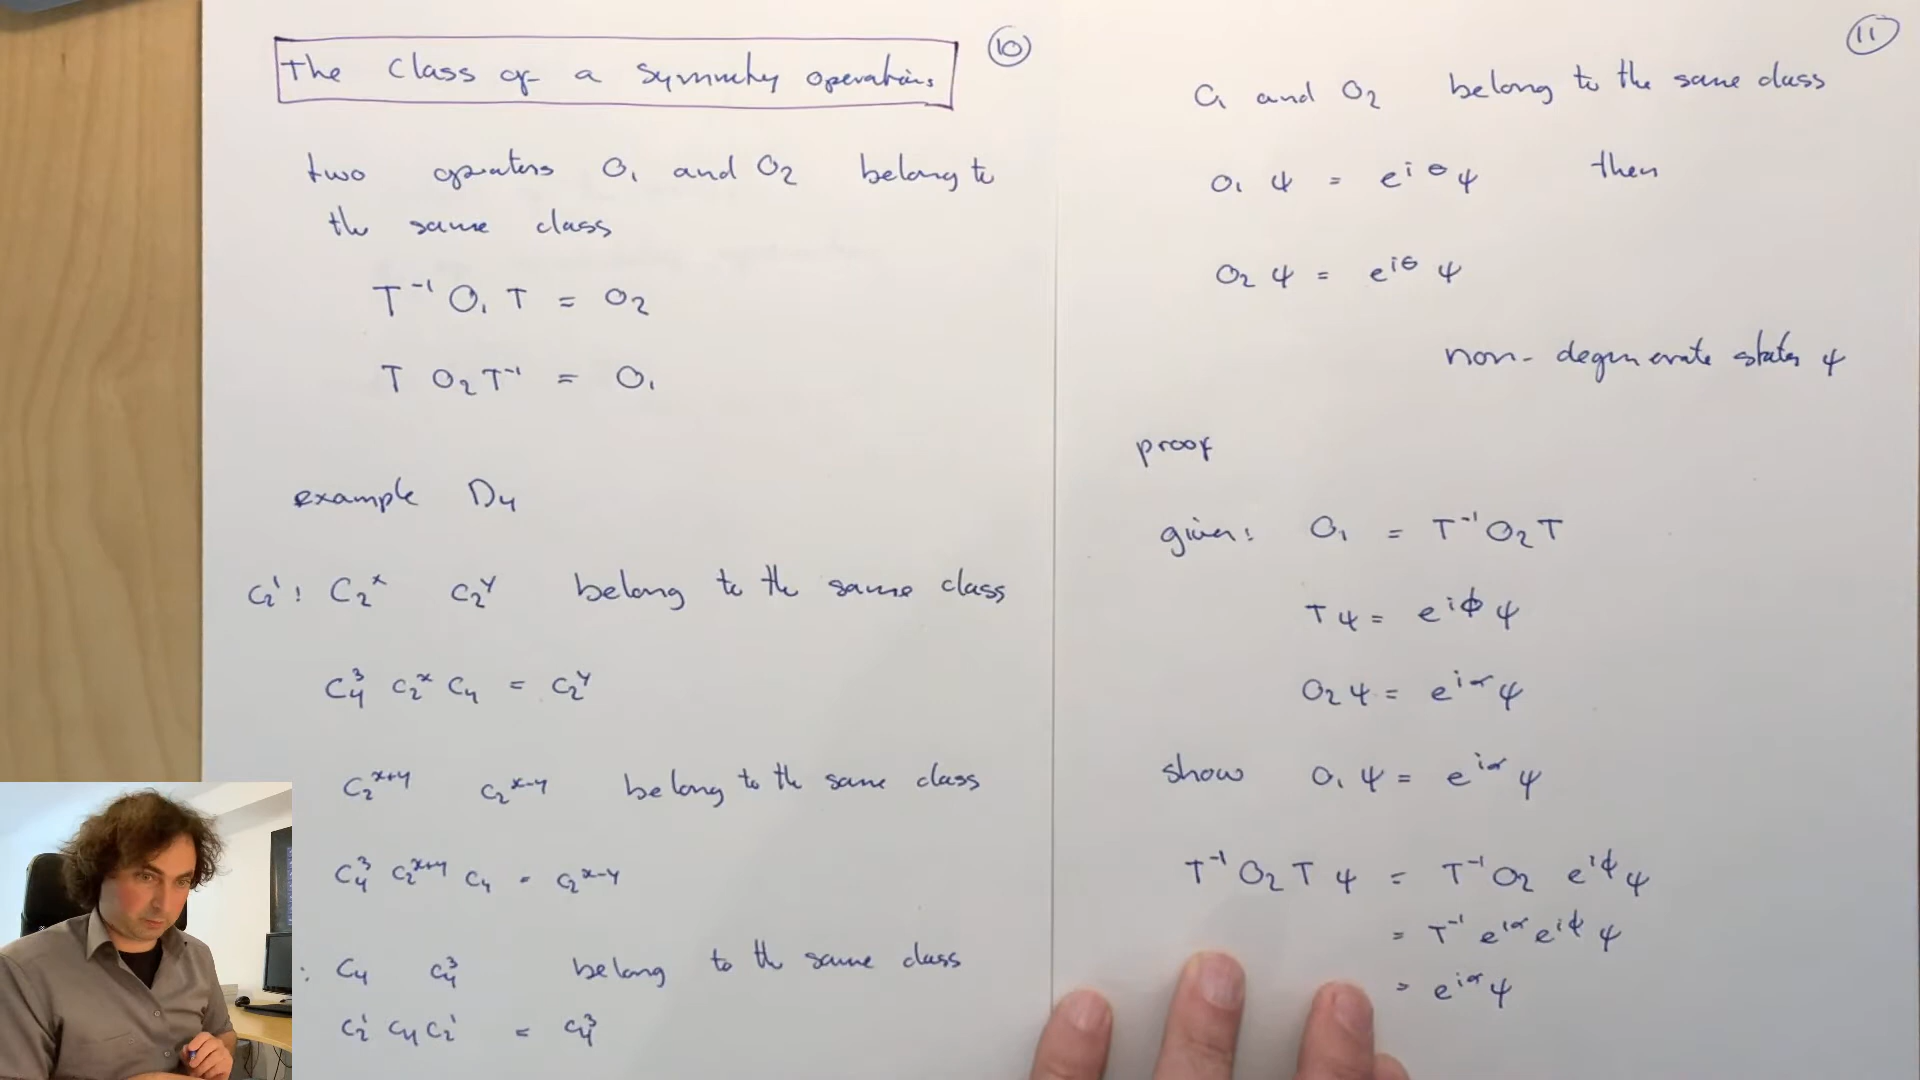 The Class of a Symmetry operations
10
two operators O₁ and O₂ belong to
the same class
T⁻¹ O₁ T = O₂
T O₂ T⁻¹ = O₁
example D₄
C₂' : C₂ˣ C₂ʸ belong to the same class
C₄³ C₂ˣ C₄ = C₂ʸ
C₂ˣ⁺ʸ C₂ˣ⁻ʸ belong to the same class
C₄³ C₂ˣ⁺ʸ C₄ = C₂ˣ⁻ʸ
: C₄ C₄³ belong to the same class
C₂' C₄ C₂' = C₄³
11
O₁ and O₂ belong to the same class
O₁ ψ = e^{iθ} ψ then
O₂ ψ = e^{iθ} ψ
non-degenerate states ψ
proof
given: O₁ = T⁻¹ O₂ T
T ψ = e^{iϕ} ψ
O₂ ψ = e^{iα} ψ
show O₁ ψ = e^{iα} ψ
T⁻¹ O₂ T ψ = T⁻¹ O₂ e^{iϕ} ψ
= T⁻¹ e^{iα} e^{iϕ} ψ
= e^{iα} ψ